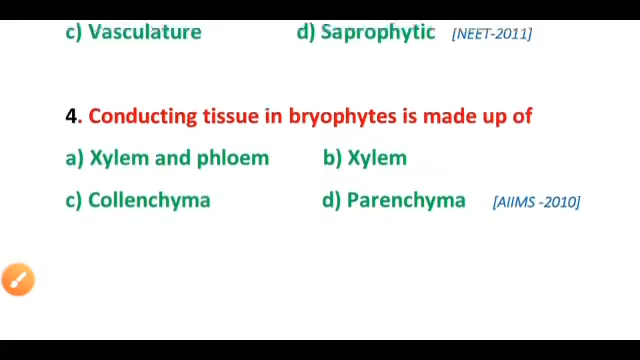 c) Vasculature d) Saprophytic [NEET-2011]
4. Conducting tissue in bryophytes is made up of
a) Xylem and phloem b) Xylem
c) Collenchyma d) Parenchyma [AIIMS -2010]